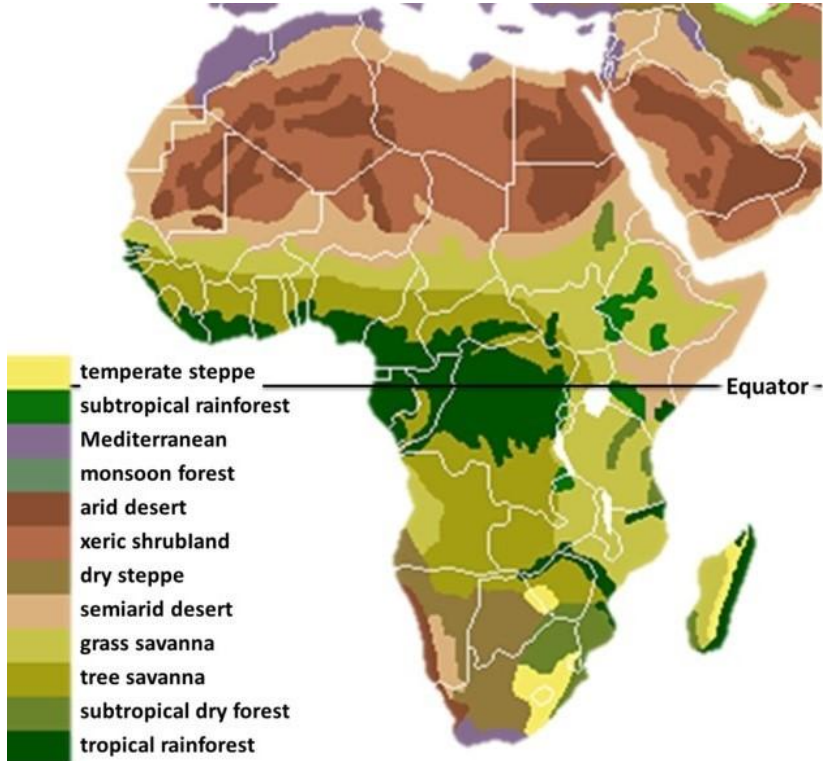 temperate steppe
Equator
subtropical rainforest
Mediterranean
monsoon forest
arid desert
xeric shrubland
dry steppe
semiarid desert
grass savanna
tree savanna
subtropical dry forest
tropical rainforest